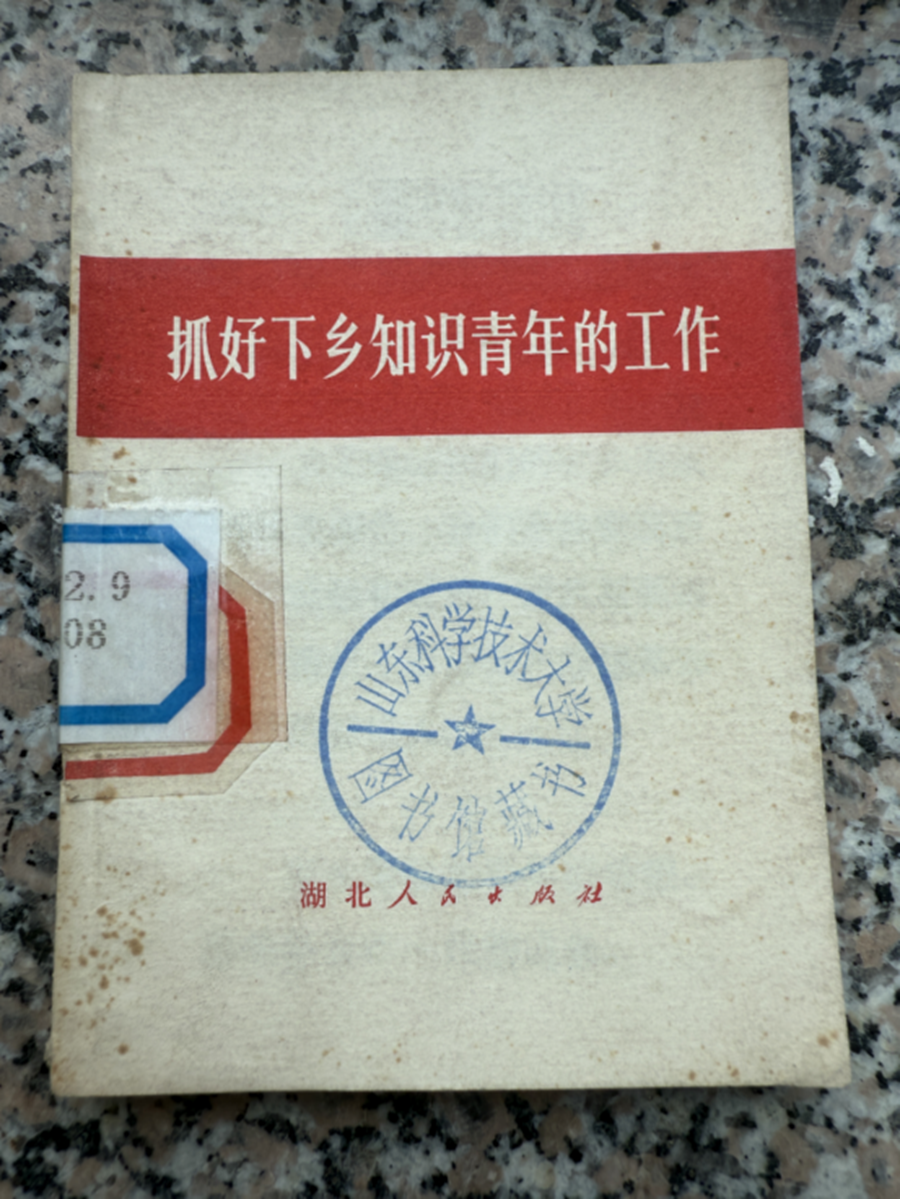 抓好下乡知识青年的工作
2.9
08
山东科学技术大学
图书馆藏书
湖北人民出版社